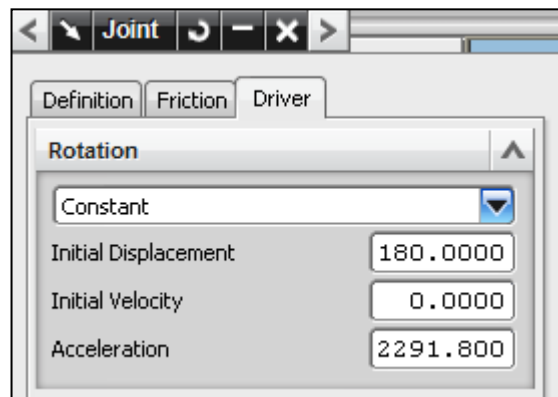 Joint
Definition Friction Driver
Rotation
Constant
Initial Displacement 180.0000
Initial Velocity 0.0000
Acceleration 2291.800